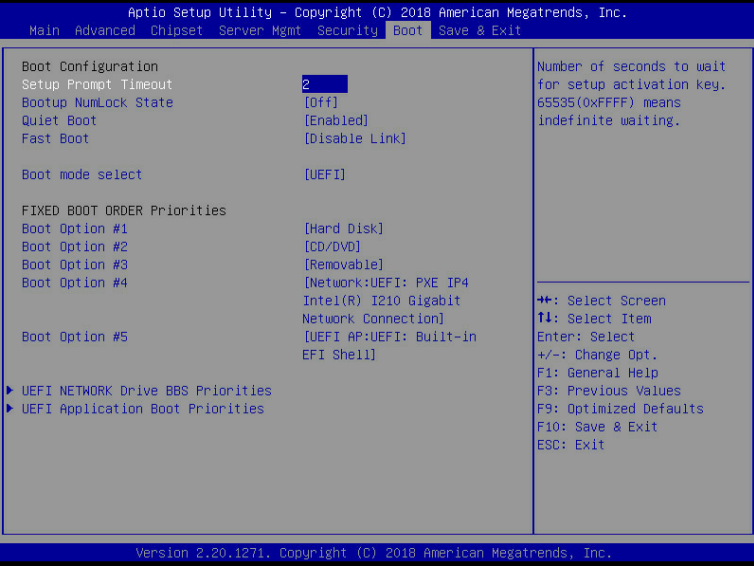 Aptio Setup Utility – Copyright (C) 2018 American Megatrends, Inc.
Main Advanced Chipset Server Mgmt Security Boot Save & Exit
Boot Configuration
Setup Prompt Timeout 2
Bootup NumLock State [Off]
Quiet Boot [Enabled]
Fast Boot [Disable Link]
Boot mode select [UEFI]
FIXED BOOT ORDER Priorities
Boot Option #1 [Hard Disk]
Boot Option #2 [CD/DVD]
Boot Option #3 [Removable]
Boot Option #4 [Network:UEFI: PXE IP4
Intel(R) I210 Gigabit
Network Connection]
Boot Option #5 [UEFI AP:UEFI: Built-in
EFI Shell]
UEFI NETWORK Drive BBS Priorities
UEFI Application Boot Priorities
Number of seconds to wait
for setup activation key.
65535(0xFFFF) means
indefinite waiting.
→←: Select Screen
↑↓: Select Item
Enter: Select
+/-: Change Opt.
F1: General Help
F3: Previous Values
F9: Optimized Defaults
F10: Save & Exit
ESC: Exit
Version 2.20.1271. Copyright (C) 2018 American Megatrends, Inc.